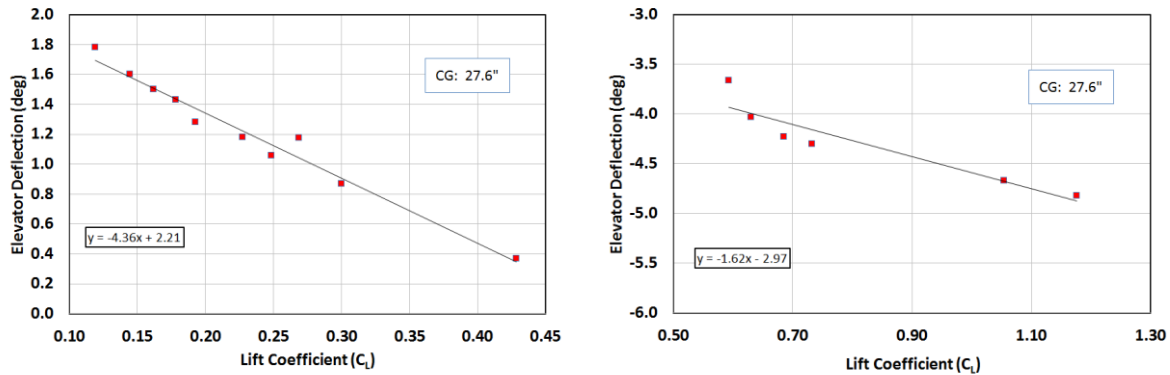 2.0
1.8
1.6
1.4
1.2
1.0
0.8
0.6
0.4
0.2
0.0
Elevator Deflection (deg)
CG: 27.6"
y = -4.36x + 2.21
0.10 0.15 0.20 0.25 0.30 0.35 0.40 0.45
Lift Coefficient (CL)
-3.0
-3.5
-4.0
-4.5
-5.0
-5.5
-6.0
Elevator Deflection (deg)
CG: 27.6"
y = -1.62x - 2.97
0.50 0.70 0.90 1.10 1.30
Lift Coefficient (CL)